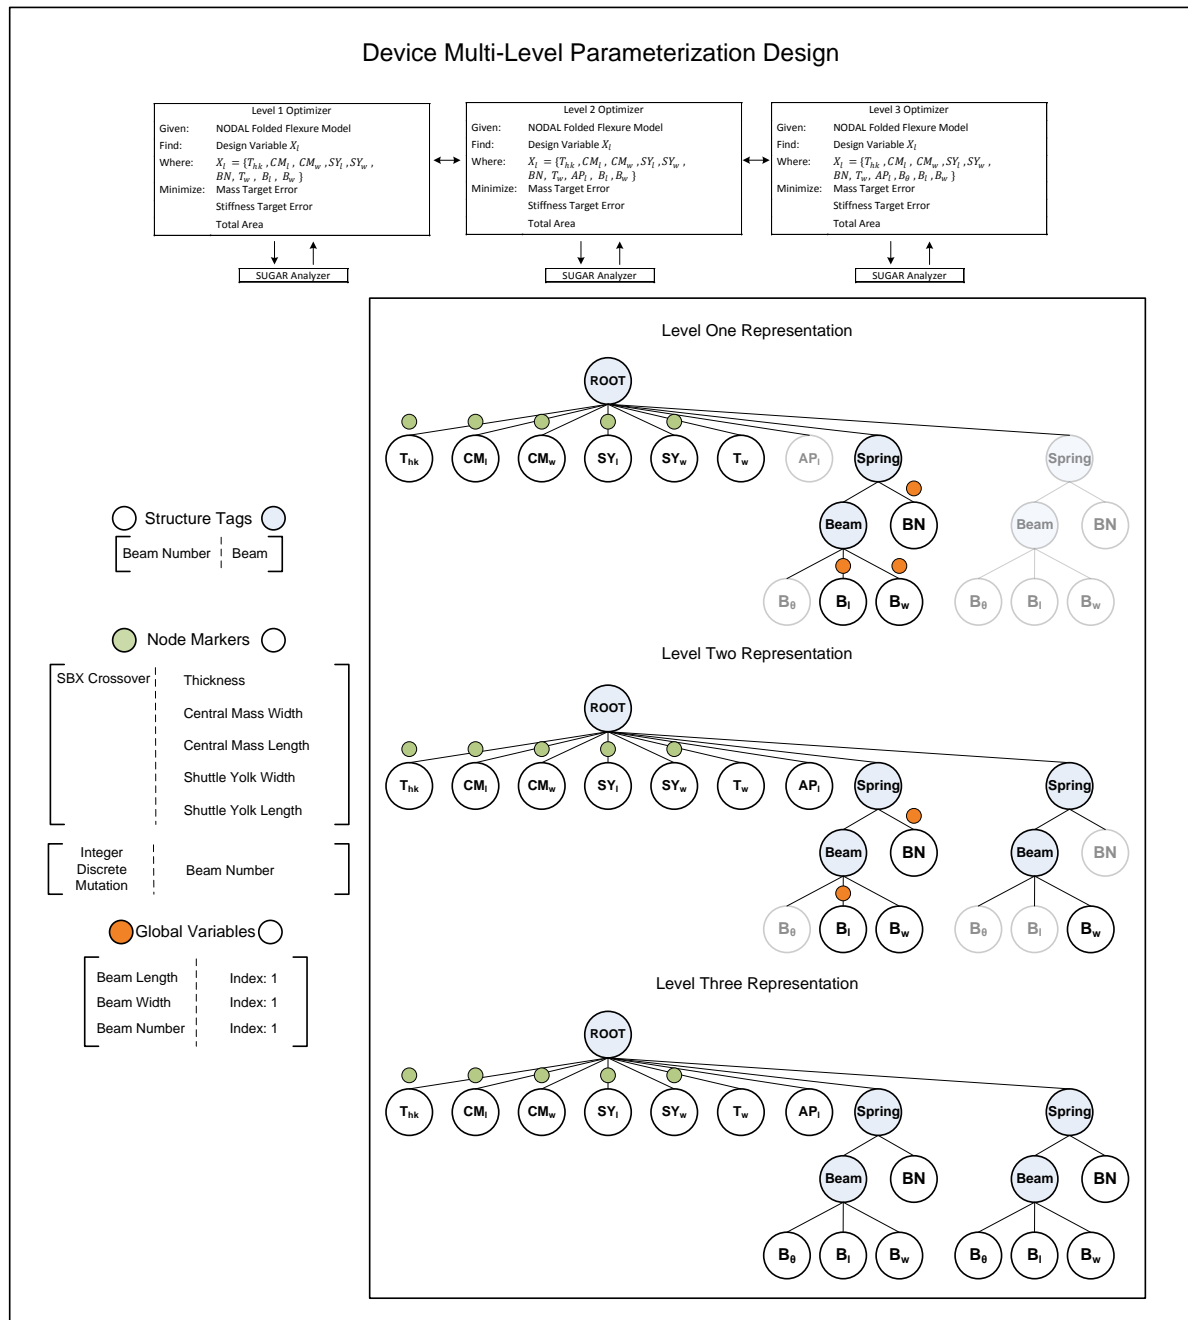 Device Multi-Level Parameterization Design
Level 1 Optimizer
Given: NODAL Folded Flexure Model
Find: Design Variable X_l
Where: X_l = {T_hk , CM_l , CM_w , SY_l , SY_w ,
BN, T_w , B_l , B_w }
Minimize: Mass Target Error
Stiffness Target Error
Total Area
SUGAR Analyzer
Level 2 Optimizer
Given: NODAL Folded Flexure Model
Find: Design Variable X_l
Where: X_l = {T_hk , CM_l , CM_w , SY_l , SY_w ,
BN, T_w, AP_l , B_l , B_w }
Minimize: Mass Target Error
Stiffness Target Error
Total Area
SUGAR Analyzer
Level 3 Optimizer
Given: NODAL Folded Flexure Model
Find: Design Variable X_l
Where: X_l = {T_hk , CM_l , CM_w , SY_l , SY_w ,
BN, T_w, AP_l , B_θ , B_l , B_w }
Minimize: Mass Target Error
Stiffness Target Error
Total Area
SUGAR Analyzer
Structure Tags
Beam Number Beam
Node Markers
SBX Crossover Thickness
Central Mass Width
Central Mass Length
Shuttle Yolk Width
Shuttle Yolk Length
Integer
Discrete
Mutation
Beam Number
Global Variables
Beam Length Index: 1
Beam Width Index: 1
Beam Number Index: 1
Level One Representation
ROOT
T_hk CM_l CM_w SY_l SY_w T_w AP_l Spring Spring
Beam BN Beam BN
B_θ B_l B_w B_θ B_l B_w
Level Two Representation
ROOT
T_hk CM_l CM_w SY_l SY_w T_w AP_l Spring Spring
Beam BN Beam BN
B_θ B_l B_w B_θ B_l B_w
Level Three Representation
ROOT
T_hk CM_l CM_w SY_l SY_w T_w AP_l Spring Spring
Beam BN Beam BN
B_θ B_l B_w B_θ B_l B_w